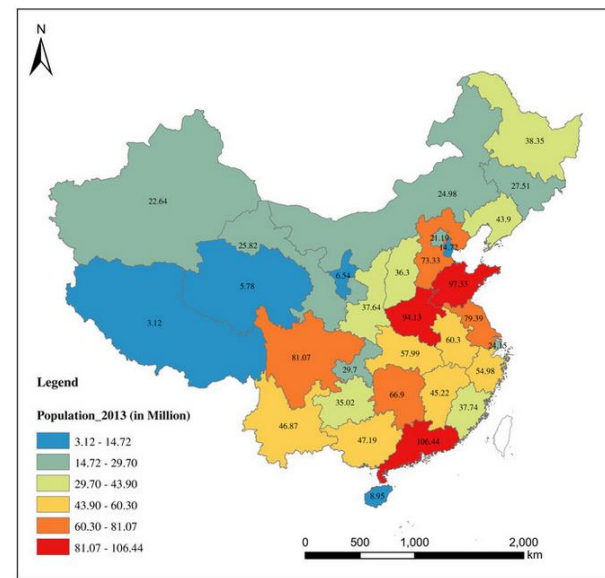 N
38.35
27.51
22.64
24.98
43.9
25.82
21.19
14.72
73.33
6.54
97.33
5.78
36.3
37.64
94.13
3.12
79.39
81.07
60.3
24.15
57.99
29.7
54.98
66.9
45.22
35.02
37.74
46.87
47.19
106.44
8.95
Legend
Population_2013 (in Million)
3.12 - 14.72
14.72 - 29.70
29.70 - 43.90
43.90 - 60.30
60.30 - 81.07
81.07 - 106.44
0 500 1,000 2,000
km